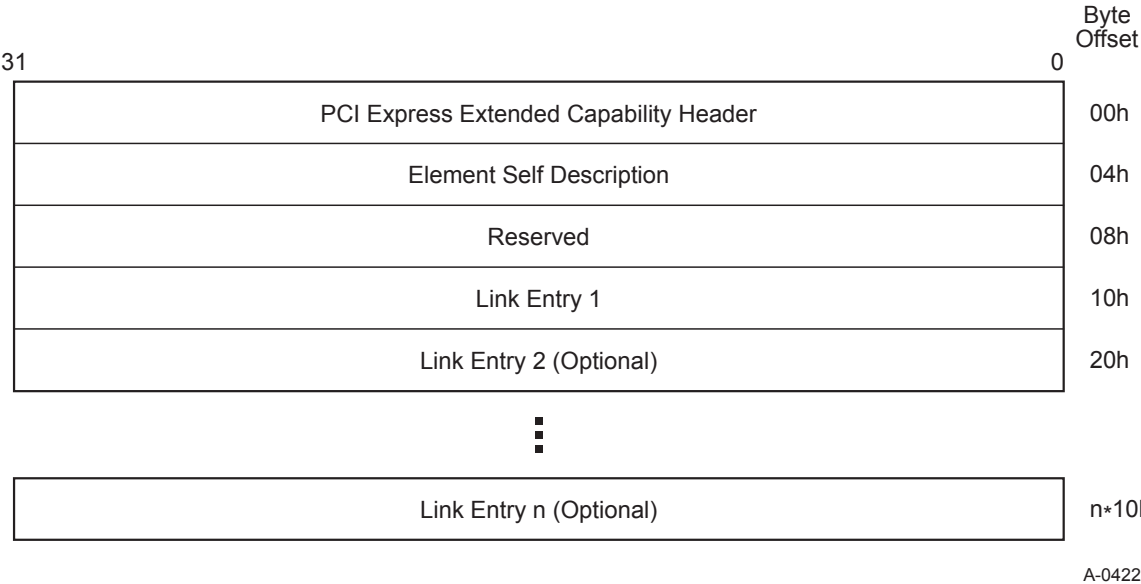 Byte
Offset
31 0
PCI Express Extended Capability Header 00h
Element Self Description 04h
Reserved 08h
Link Entry 1 10h
Link Entry 2 (Optional) 20h
Link Entry n (Optional) n*10h
A-0422